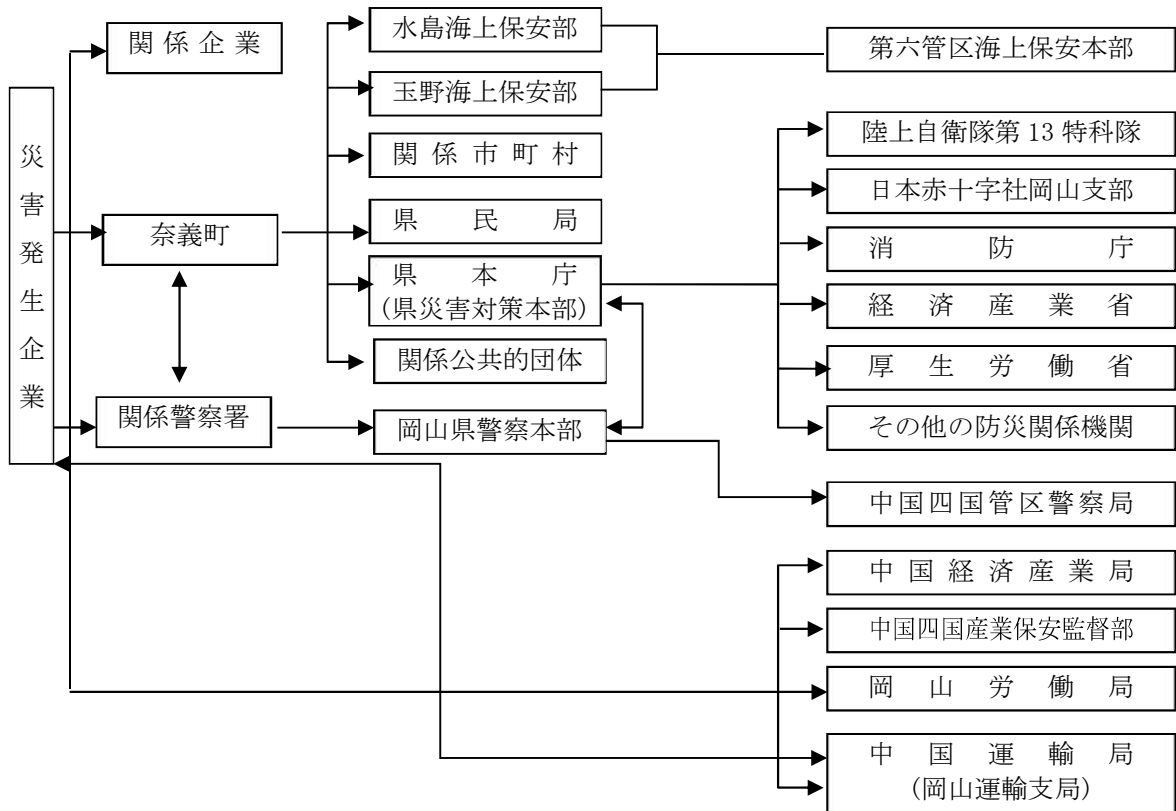 災害発生企業
関係企業
奈義町
関係警察署
水島海上保安部
玉野海上保安部
関係市町村
県民局
県本庁
(県災害対策本部)
関係公共的団体
岡山県警察本部
第六管区海上保安本部
陸上自衛隊第13特科隊
日本赤十字社岡山支部
消防庁
経済産業省
厚生労働省
その他の防災関係機関
中国四国管区警察局
中国経済産業局
中国四国産業保安監督部
岡山労働局
中国運輸局
(岡山運輸支局)